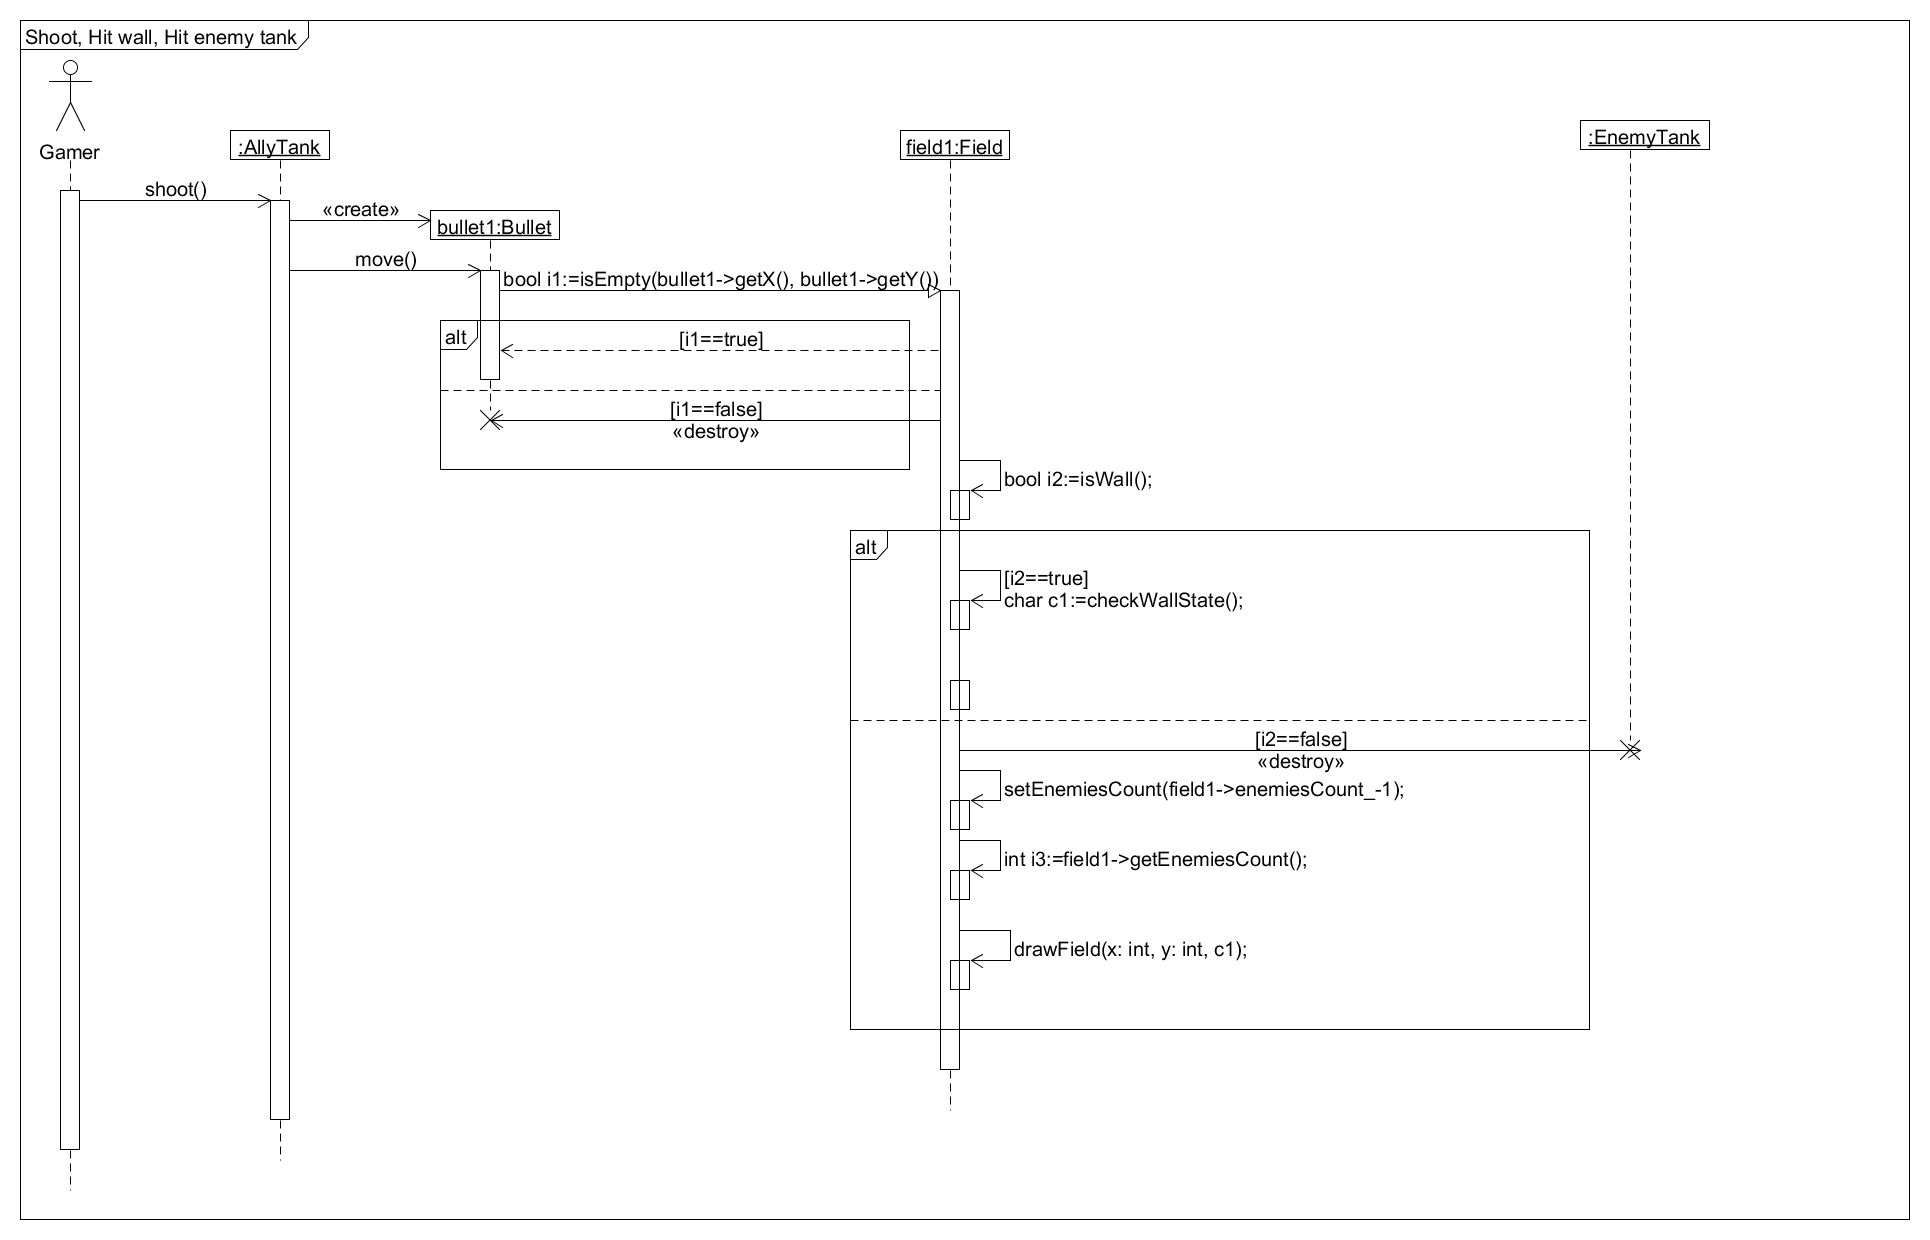 Shoot, Hit wall, Hit enemy tank
Gamer
:AllyTank
field1:Field
:EnemyTank
shoot()
«create»
bullet1:Bullet
move()
bool i1:=isEmpty(bullet1->getX(), bullet1->getY())
alt
[i1==true]
[i1==false]
«destroy»
bool i2:=isWall();
alt
[i2==true]
char c1:=checkWallState();
[i2==false]
«destroy»
setEnemiesCount(field1->enemiesCount_-1);
int i3:=field1->getEnemiesCount();
drawField(x: int, y: int, c1);